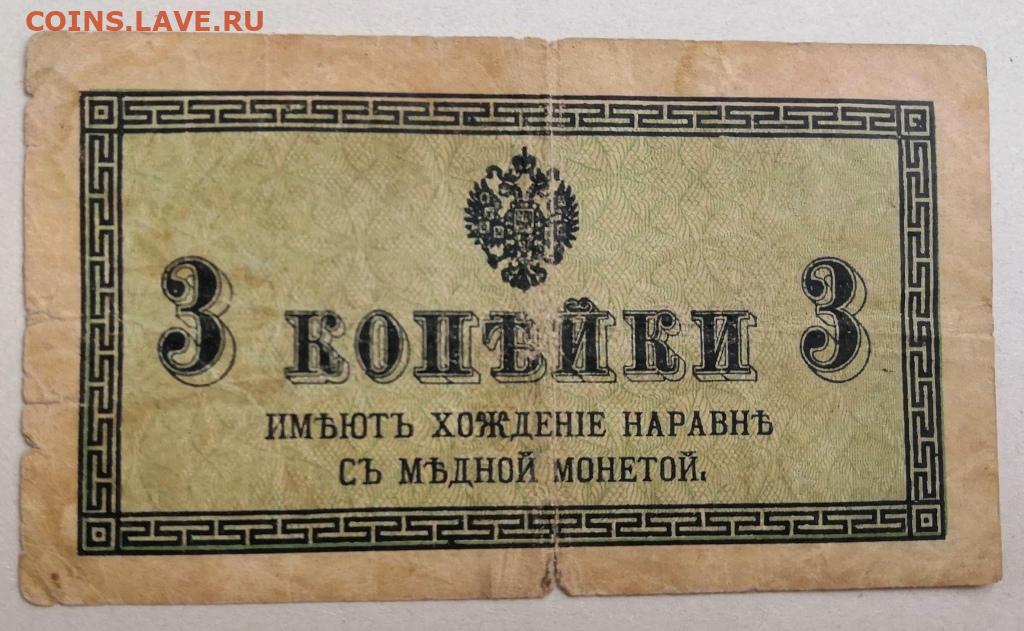 COINS.LAVE.RU
3 КОПѢЙКИ 3
ИМѢЮТЪ ХОЖДЕНІЕ НАРАВНѢ
СЪ МѢДНОЙ МОНЕТОЙ.